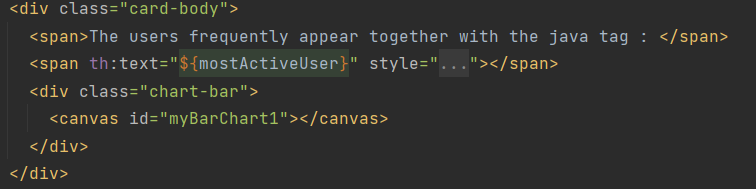 <div class="card-body">
<span>The users frequently appear together with the java tag : </span>
<span th:text="${mostActiveUser}" style="..."></span>
<div class="chart-bar">
<canvas id="myBarChart1"></canvas>
</div>
</div>